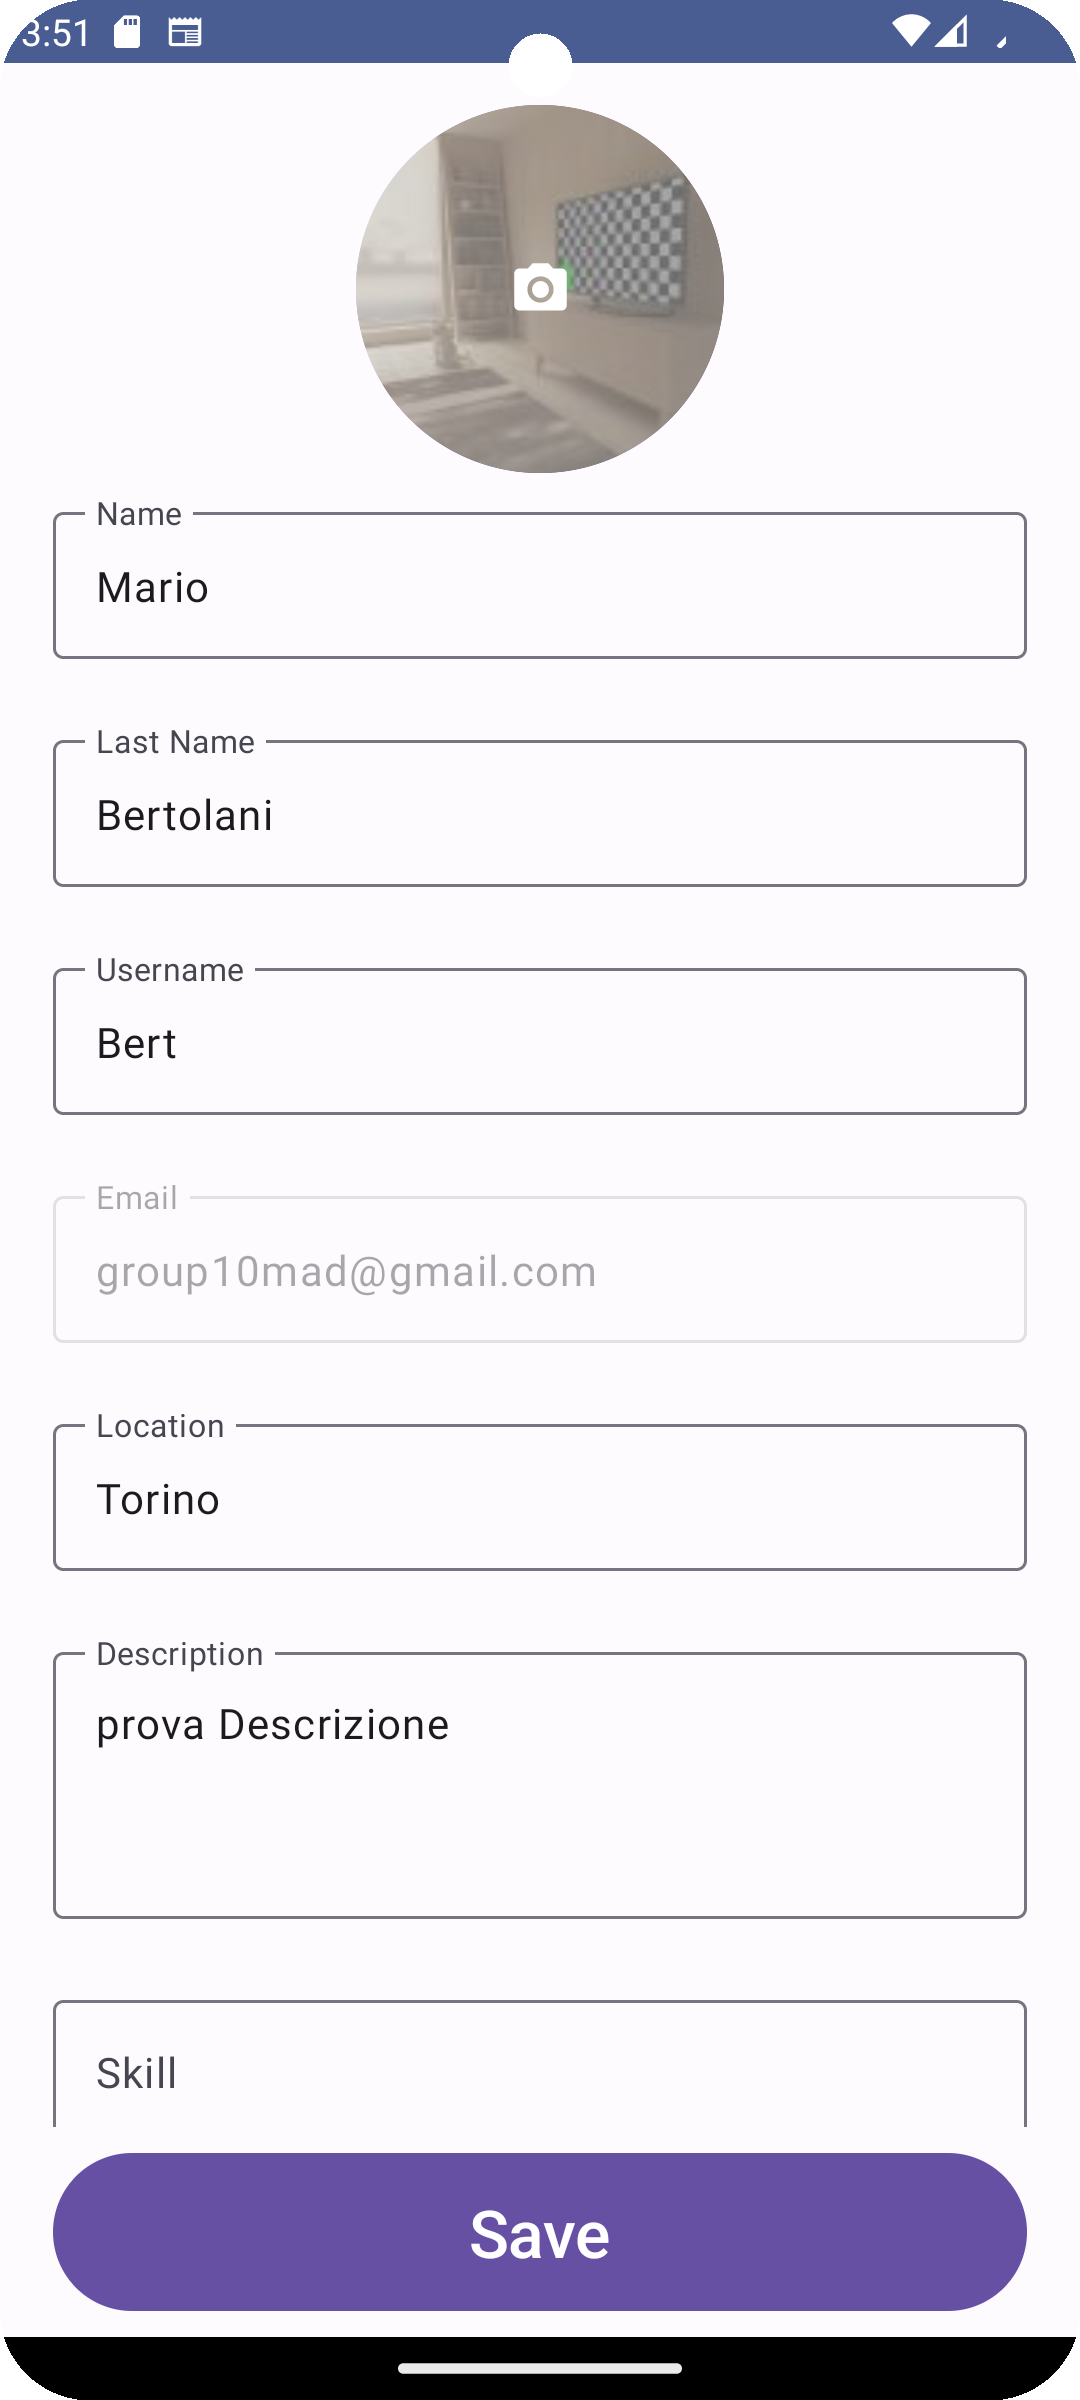 3:51
Name
Mario
Last Name
Bertolani
Username
Bert
Email
group10mad@gmail.com
Location
Torino
Description
prova Descrizione
Skill
Save